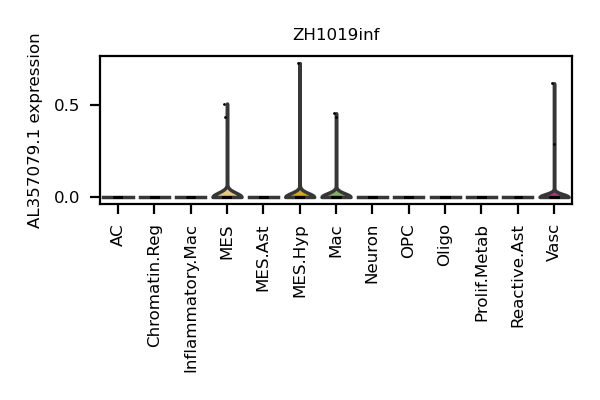 ZH1019inf
AL357079.1 expression
0.5
0.0
AC
Chromatin.Reg
Inflammatory.Mac
MES
MES.Ast
MES.Hyp
Mac
Neuron
OPC
Oligo
Prolif.Metab
Reactive.Ast
Vasc